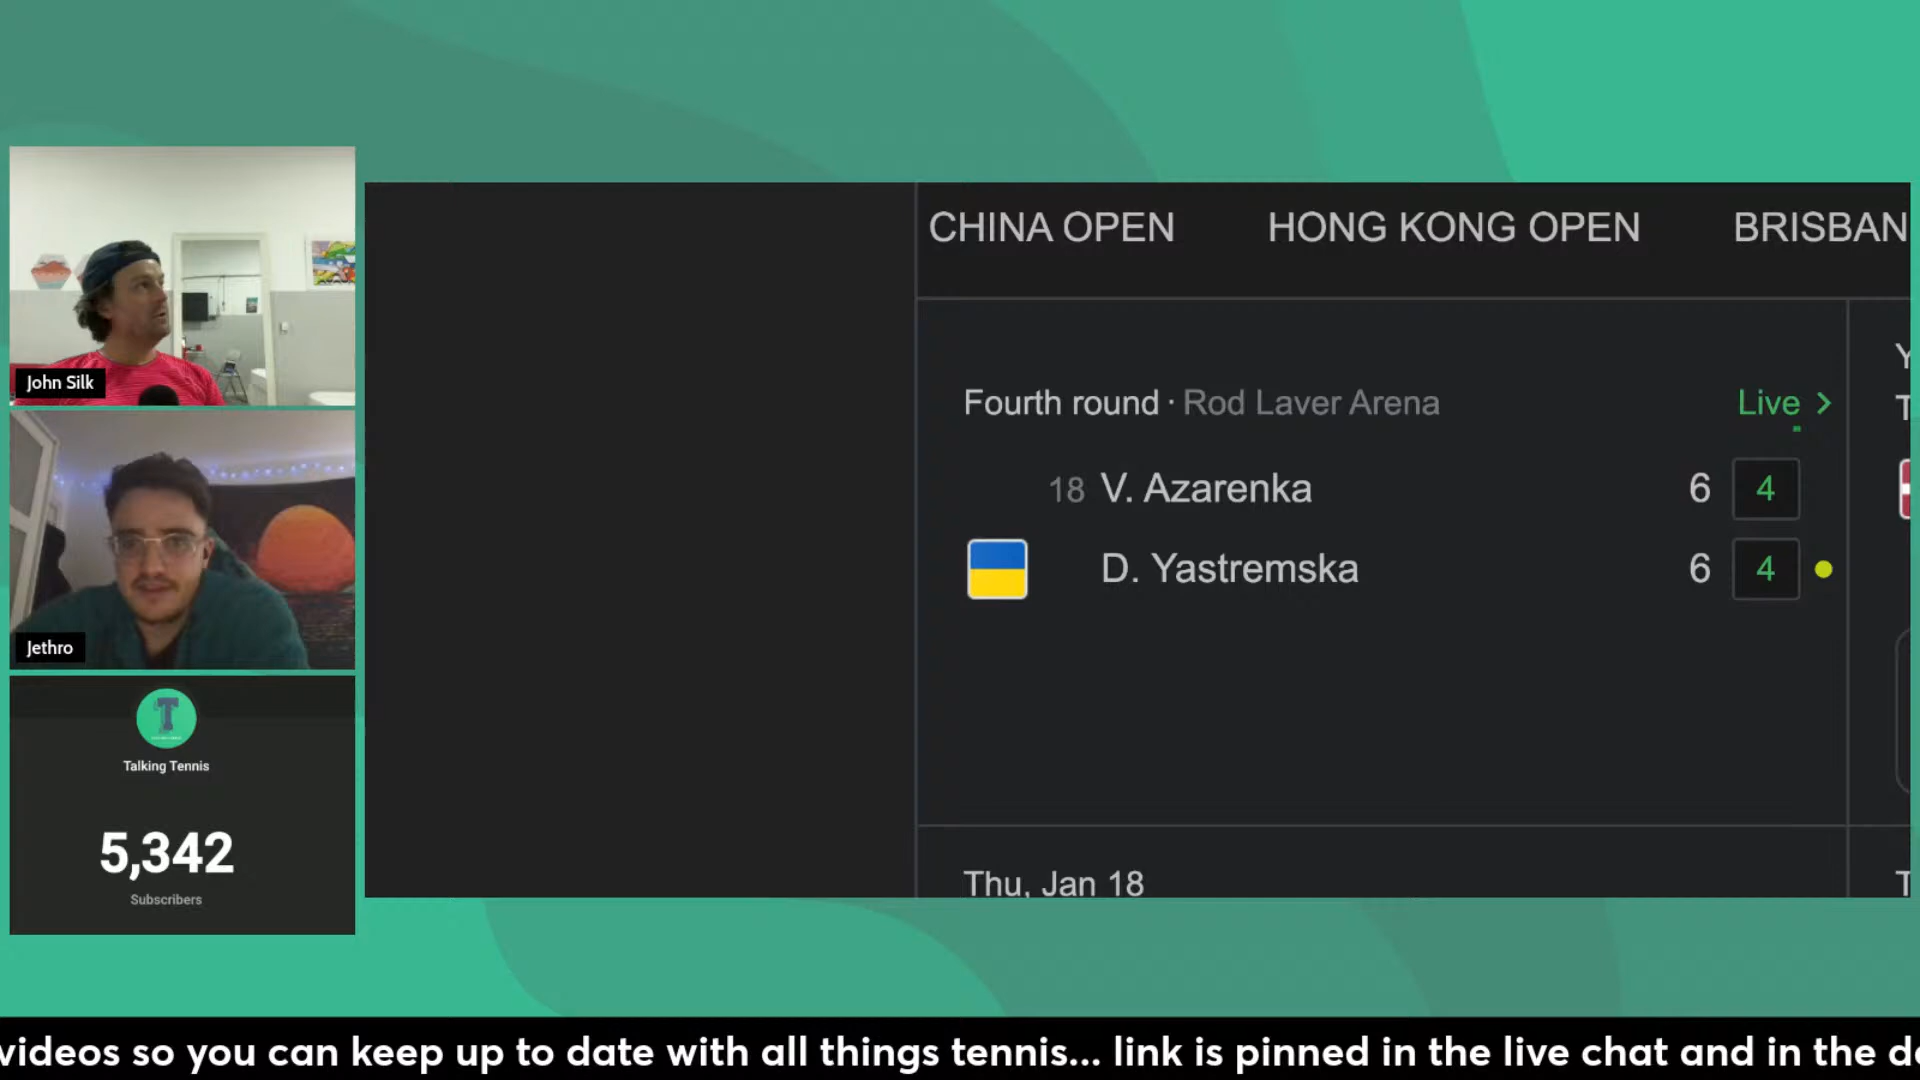 CHINA OPEN HONG KONG OPEN BRISBAN
Fourth round · Rod Laver Arena Live >
18 V. Azarenka 6 4
D. Yastremska 6 4
Thu, Jan 18
Y
T
T
John Silk
Jethro
T
Talking Tennis
5,342
Subscribers
videos so you can keep up to date with all things tennis... link is pinned in the live chat and in the de